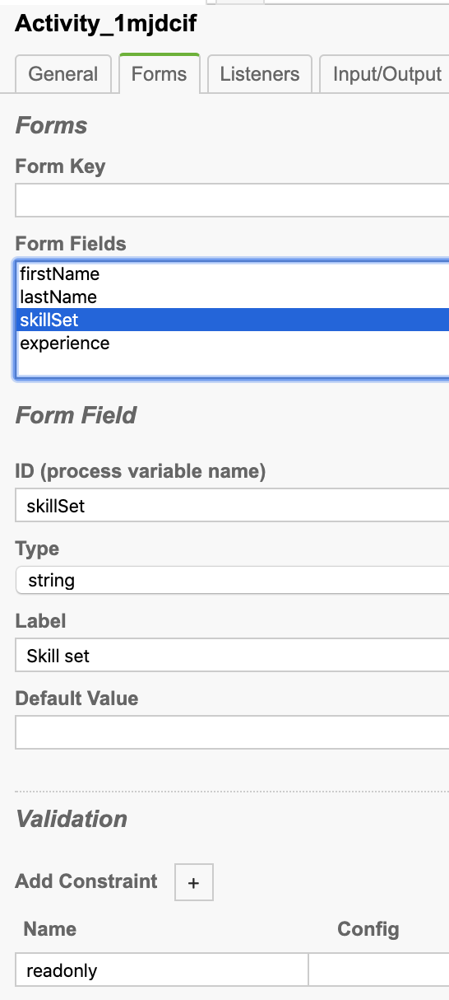 Activity_1mjdcif
General Forms Listeners Input/Output
Forms
Form Key
Form Fields
firstName
lastName
skillSet
experience
Form Field
ID (process variable name)
skillSet
Type
string
Label
Skill set
Default Value
Validation
Add Constraint +
Name Config
readonly